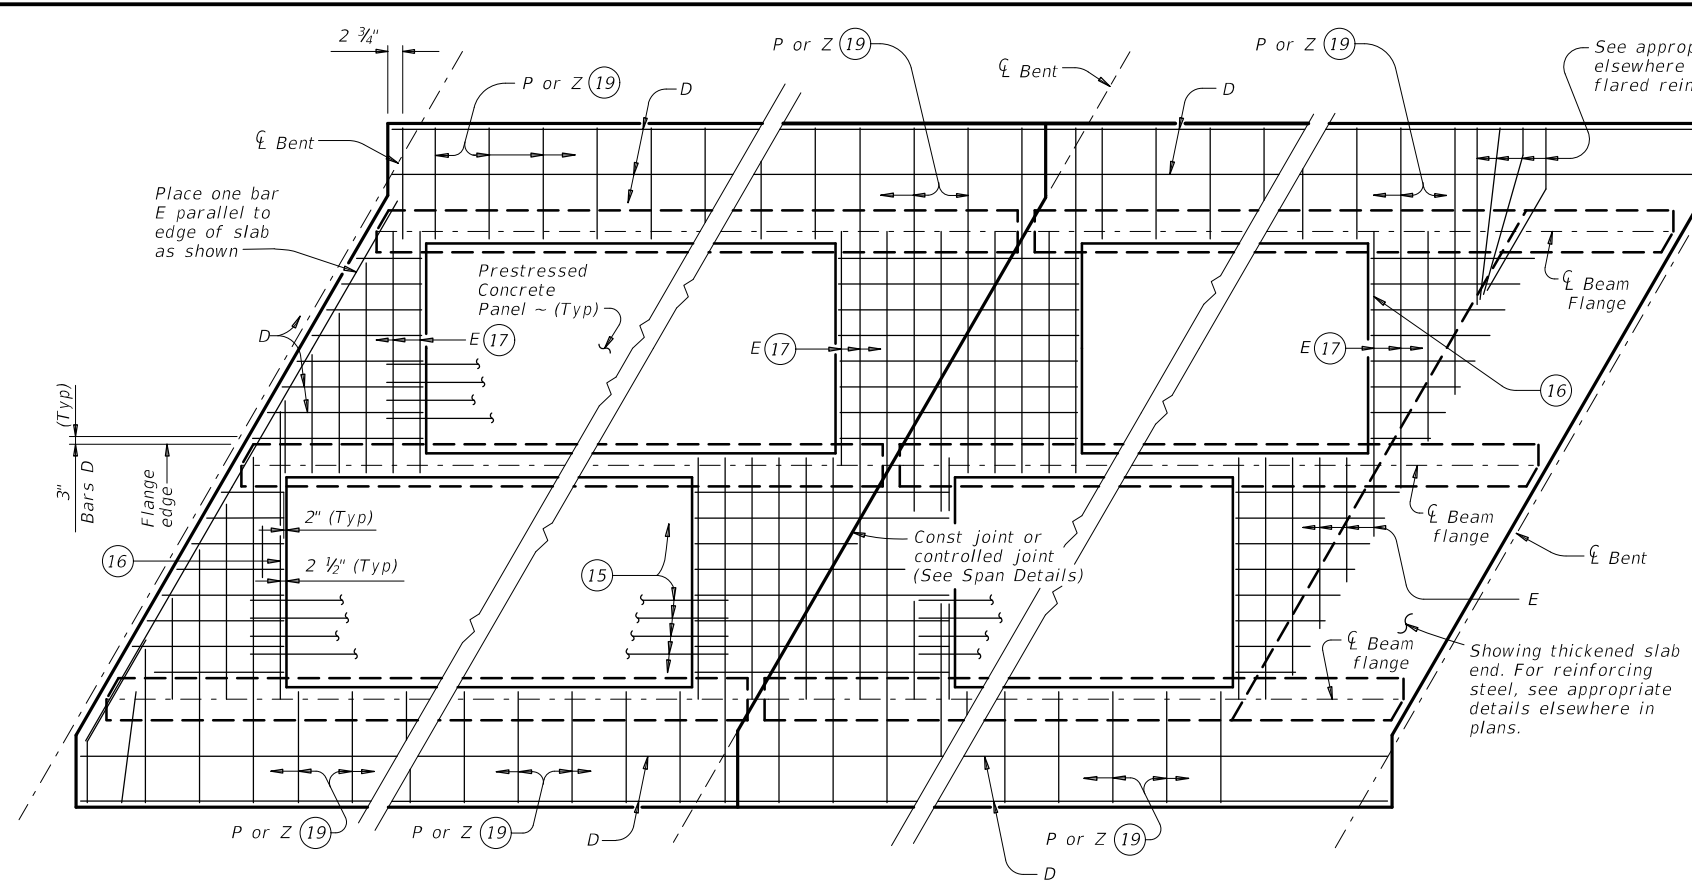 2 ¾"
P or Z 19
D
P or Z 19
℄ Bent
P or Z 19
D
See
elsewhere
flared
℄ Bent
Place one bar
E parallel to
edge of slab
as shown
Prestressed
Concrete
Panel ~ (Typ)
℄ Beam
Flange
D
E 17
E 17
E 17
16
(Typ)
3"
Bars D
Flange
edge
2" (Typ)
16
2 ½" (Typ)
15
Const joint or
controlled joint
(See Span Details)
℄ Beam
flange
℄ Bent
E
℄ Beam
flange
Showing thickened slab
end. For reinforcing
steel, see appropriate
details elsewhere in
plans.
P or Z 19
P or Z 19
D
P or Z 19
D